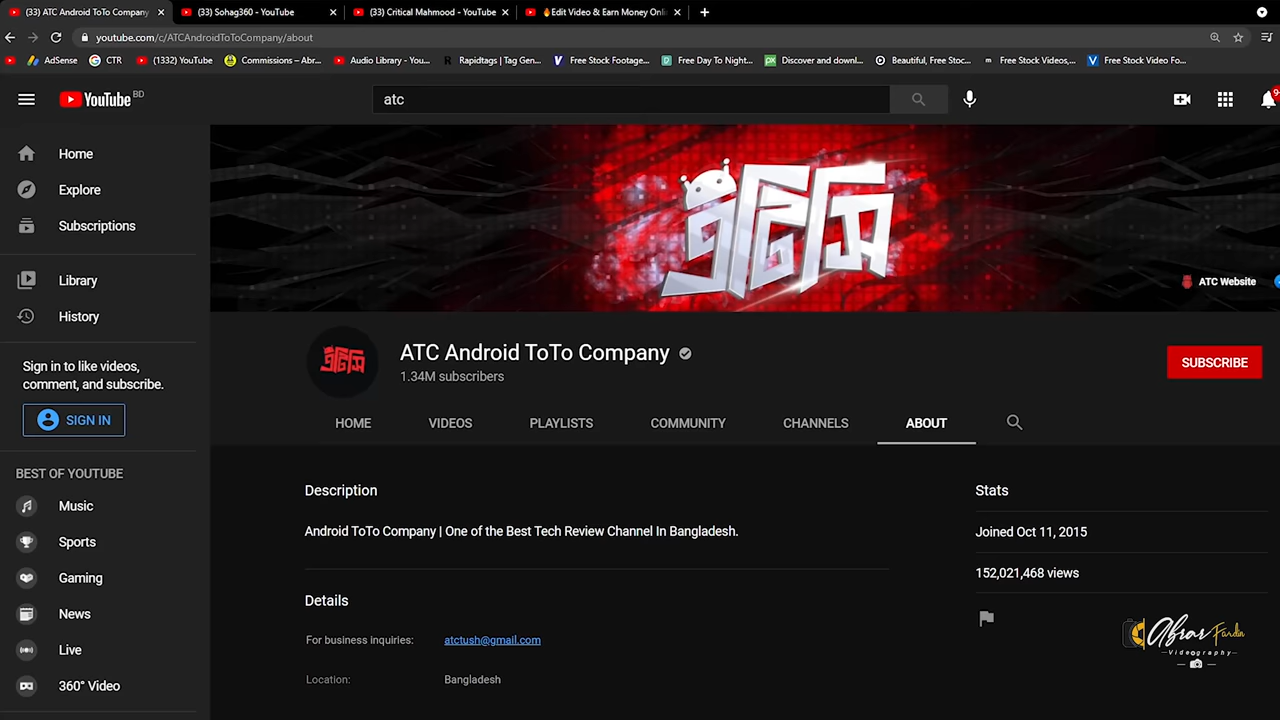 (33) ATC Android ToTo Company
(33) Sohag360 - YouTube
(33) Critical Mahmood - YouTube
Edit Video & Earn Money Onli
youtube.com/c/ATCAndroidToToCompany/about
AdSense
CTR
(1332) YouTube
Commissions – Abr...
Audio Library - You...
Rapidtags | Tag Gen...
Free Stock Footage...
Free Day To Night...
Discover and downl...
Beautiful, Free Stoc...
Free Stock Videos,...
Free Stock Video Fo...
YouTube BD
atc
9+
Home
Explore
Subscriptions
Library
History
Sign in to like videos,
comment, and subscribe.
SIGN IN
BEST OF YOUTUBE
Music
Sports
Gaming
News
Live
360° Video
এটিসি
ATC Website
এটিসি
ATC Android ToTo Company
1.34M subscribers
SUBSCRIBE
HOME
VIDEOS
PLAYLISTS
COMMUNITY
CHANNELS
ABOUT
Description
Android ToTo Company | One of the Best Tech Review Channel In Bangladesh.
Details
For business inquiries: atctush@gmail.com
Location: Bangladesh
Stats
Joined Oct 11, 2015
152,021,468 views
Abrar Fardin
Videography